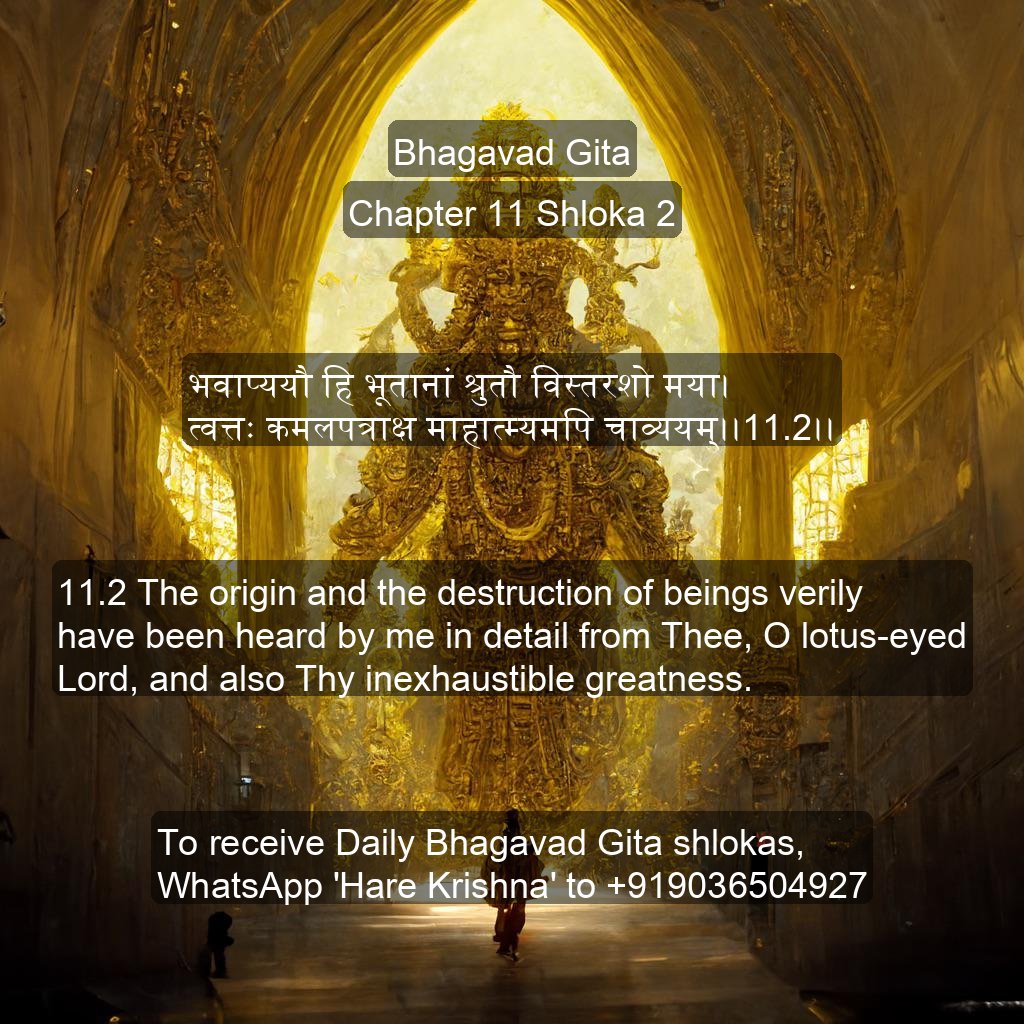 Bhagavad Gita
Chapter 11 Shloka 2
भवाप्ययौ हि भूतानां श्रुतौ विस्तरशो मया।
त्वत्तः कमलपत्राक्ष माहात्म्यमपि चाव्ययम्।।11.2।।
11.2 The origin and the destruction of beings verily
have been heard by me in detail from Thee, O lotus-eyed
Lord, and also Thy inexhaustible greatness.
To receive Daily Bhagavad Gita shlokas,
WhatsApp 'Hare Krishna' to +919036504927